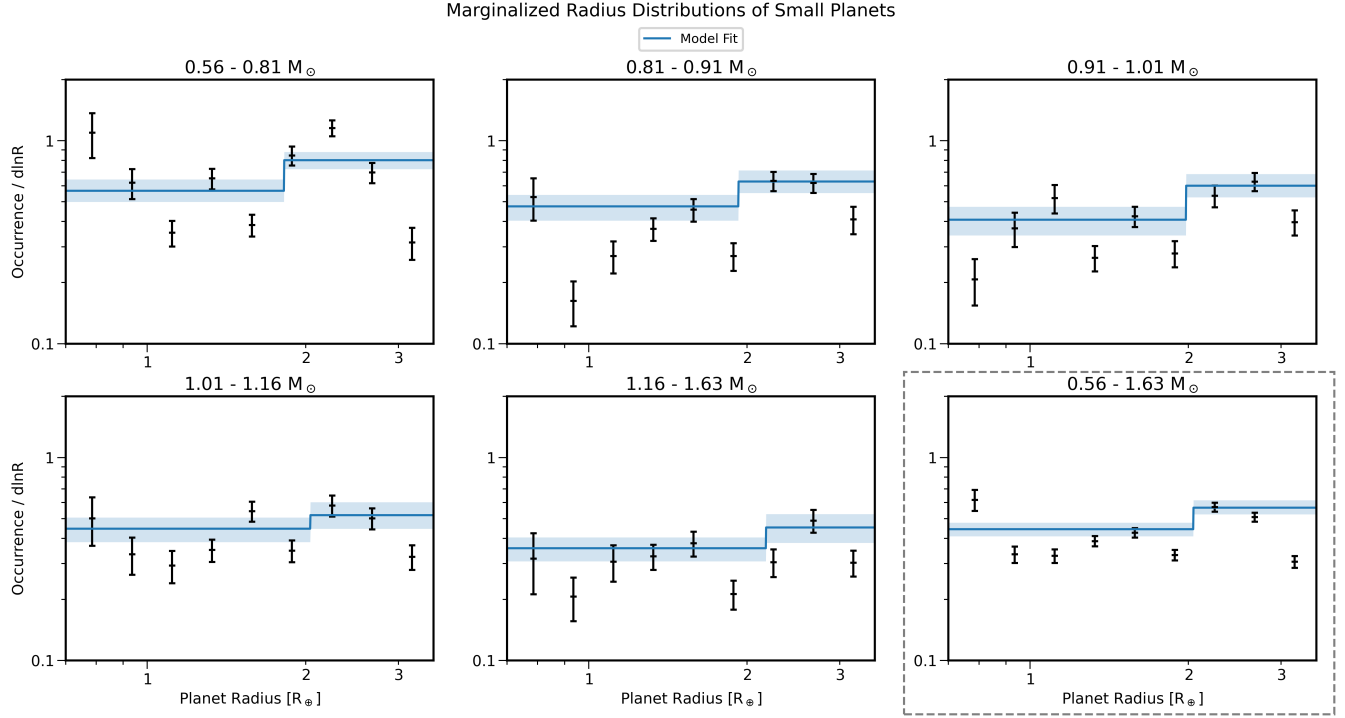 Marginalized Radius Distributions of Small Planets
Model Fit
0.56 - 0.81 M⊙
0.81 - 0.91 M⊙
0.91 - 1.01 M⊙
Occurrence / dlnR
1
0.1
1
2
3
1
0.1
1
2
3
1
0.1
1
2
3
1.01 - 1.16 M⊙
1.16 - 1.63 M⊙
0.56 - 1.63 M⊙
Occurrence / dlnR
1
0.1
1
2
3
Planet Radius [R⊕]
1
0.1
1
2
3
Planet Radius [R⊕]
1
0.1
1
2
3
Planet Radius [R⊕]